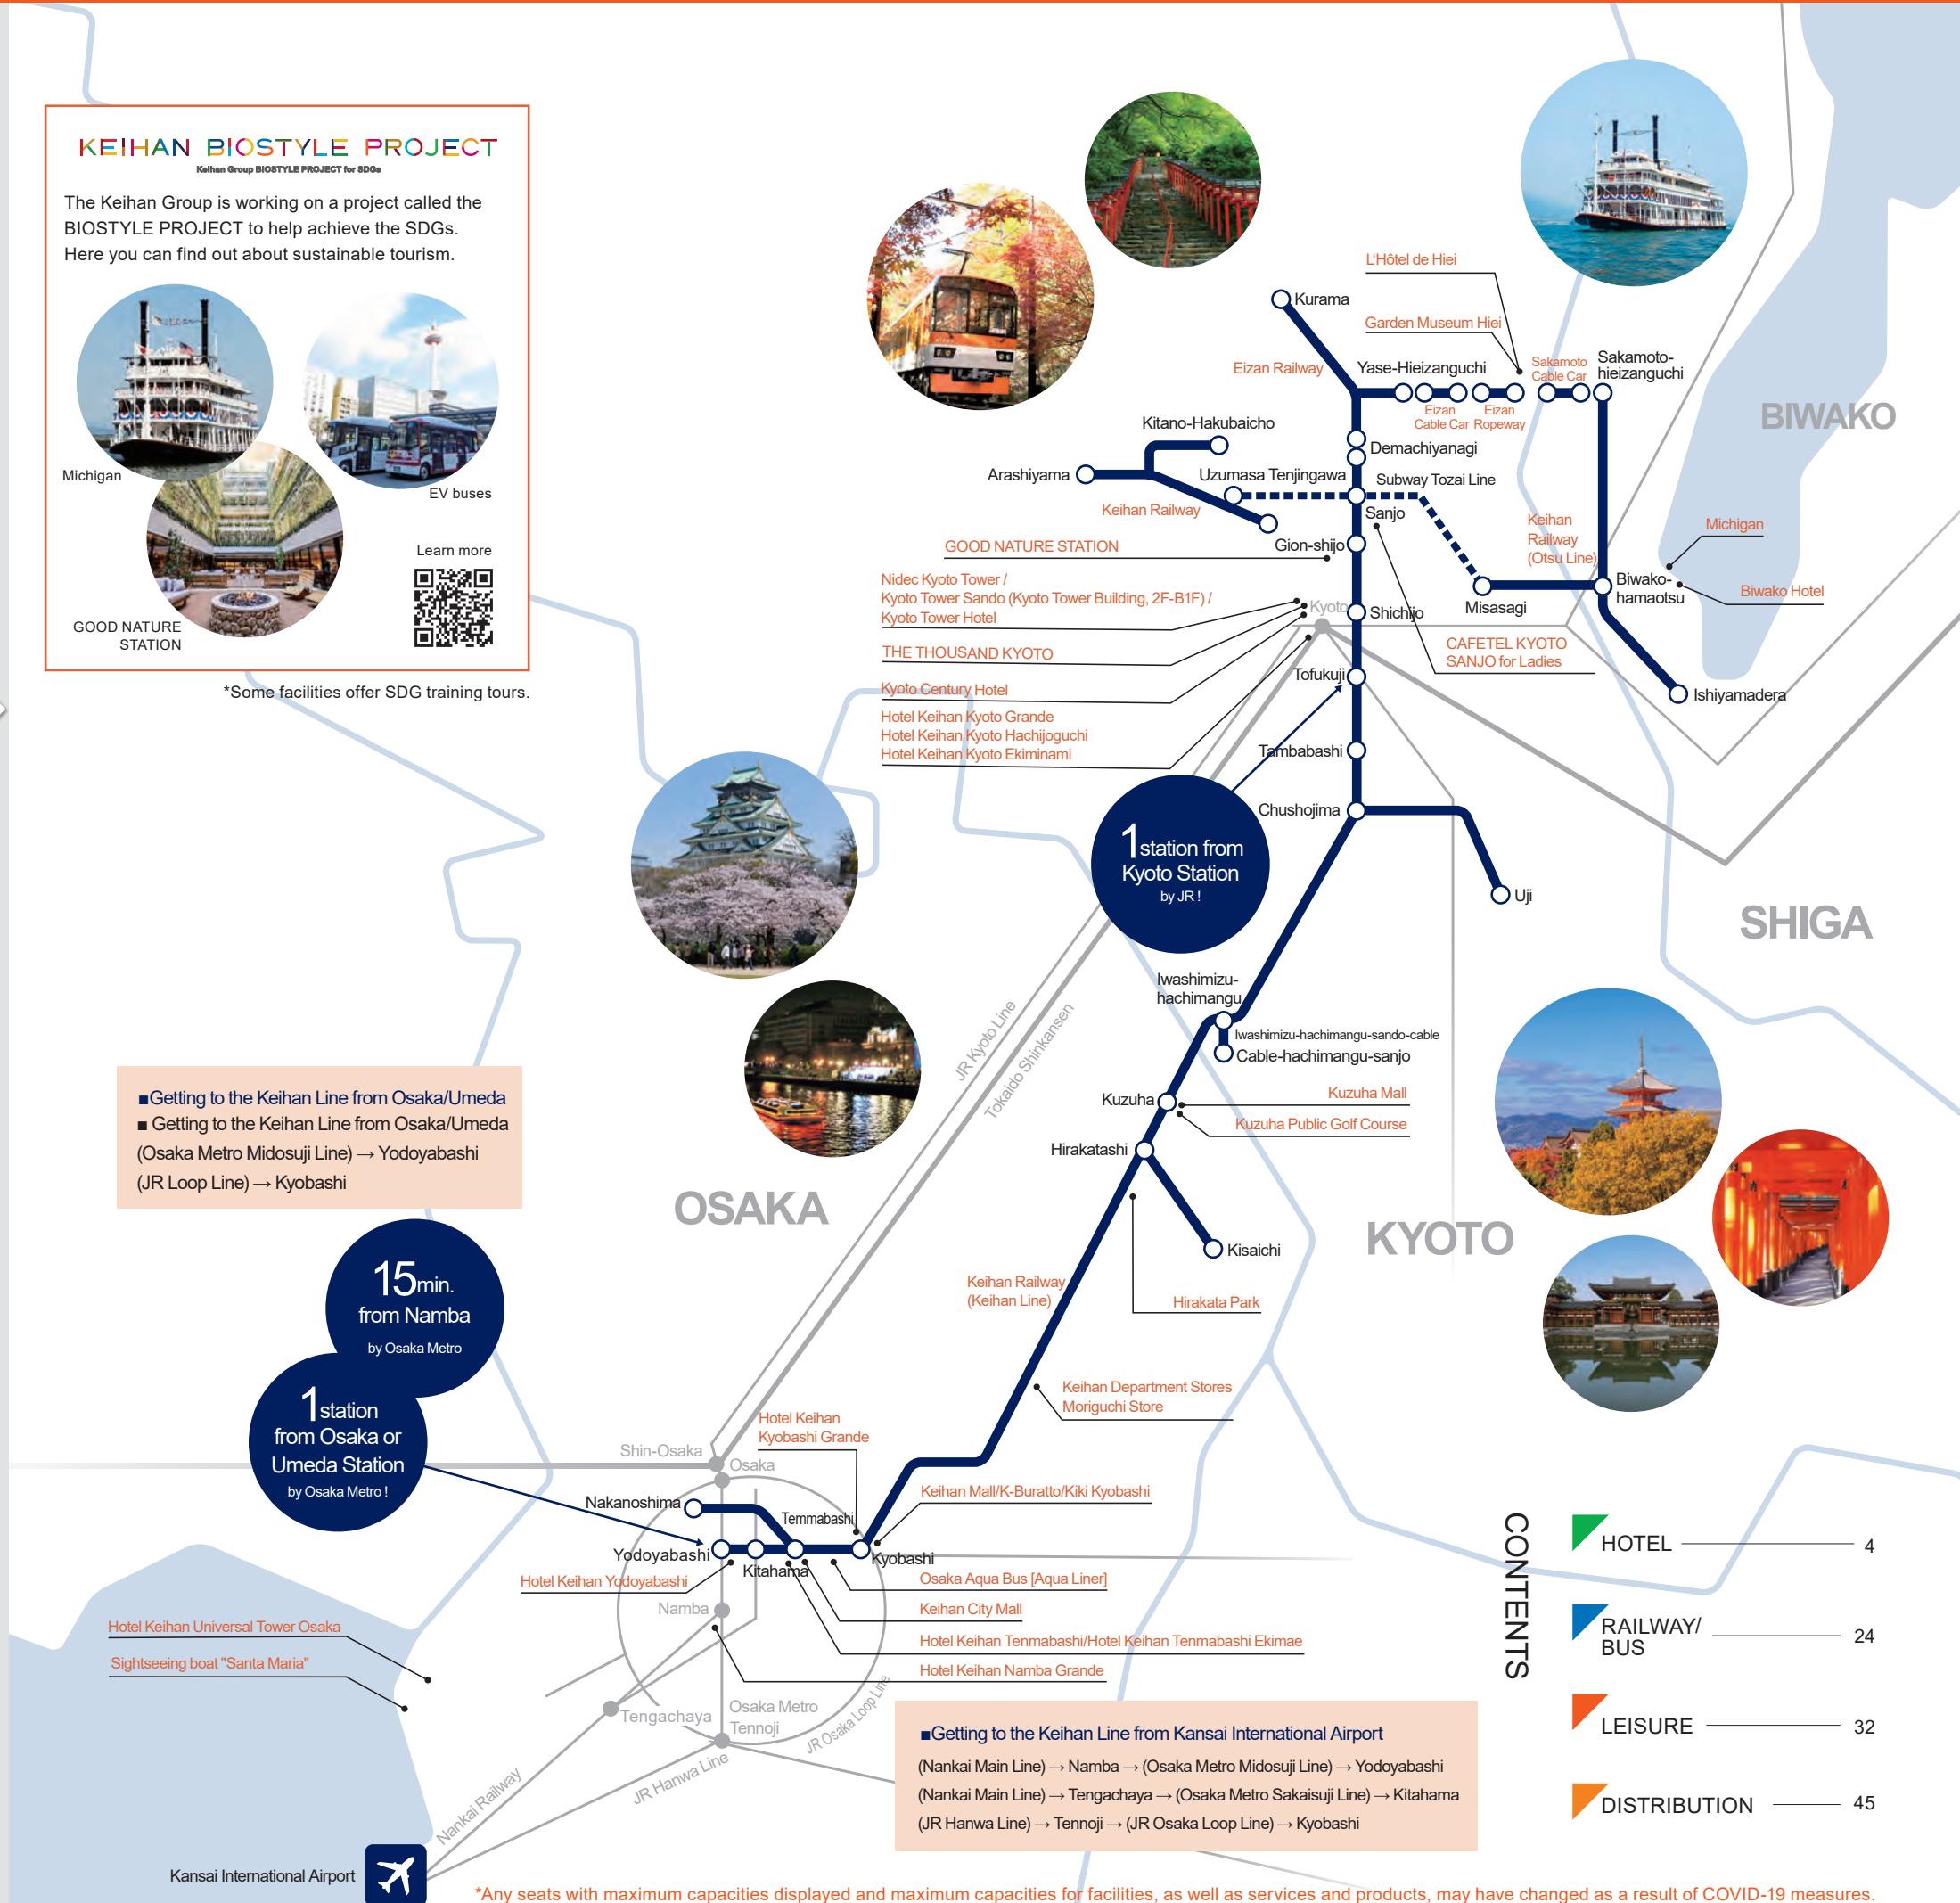 KEIHAN BIOSTYLE PROJECT
Keihan Group BIOSTYLE PROJECT for SDGs
The Keihan Group is working on a project called the
BIOSTYLE PROJECT to help achieve the SDGs.
Here you can find out about sustainable tourism.
Michigan
EV buses
Learn more
GOOD NATURE
STATION
*Some facilities offer SDG training tours.
L'Hôtel de Hiei
Garden Museum Hiei
Kurama
Eizan Railway
Yase-Hieizanguchi
Sakamoto
Cable Car
Sakamoto-
hieizanguchi
Eizan
Cable Car
Eizan
Ropeway
BIWAKO
Kitano-Hakubaicho
Demachiyanagi
Arashiyama
Uzumasa Tenjingawa
Subway Tozai Line
Keihan Railway
Sanjo
Keihan
Railway
(Otsu Line)
Michigan
GOOD NATURE STATION
Gion-shijo
Nidec Kyoto Tower /
Kyoto Tower Sando (Kyoto Tower Building, 2F-B1F) /
Kyoto Tower Hotel
Kyoto
Shichijo
Misasagi
Biwako-
hamaotsu
Biwako Hotel
THE THOUSAND KYOTO
CAFETEL KYOTO
SANJO for Ladies
Kyoto Century Hotel
Tofukuji
Ishiyamadera
Hotel Keihan Kyoto Grande
Hotel Keihan Kyoto Hachijoguchi
Hotel Keihan Kyoto Ekiminami
Tambabashi
Chushojima
1station from
Kyoto Station
by JR !
Uji
SHIGA
Iwashimizu-
hachimangu
Iwashimizu-hachimangu-sando-cable
Cable-hachimangu-sanjo
JR Kyoto Line
Tokaido Shinkansen
Kuzuha
Kuzuha Mall
Kuzuha Public Golf Course
Hirakatashi
■Getting to the Keihan Line from Osaka/Umeda
■ Getting to the Keihan Line from Osaka/Umeda
(Osaka Metro Midosuji Line) → Yodoyabashi
(JR Loop Line) → Kyobashi
OSAKA
KYOTO
Kisaichi
15min.
from Namba
by Osaka Metro
Keihan Railway
(Keihan Line)
Hirakata Park
1station
from Osaka or
Umeda Station
by Osaka Metro !
Keihan Department Stores
Moriguchi Store
Hotel Keihan
Kyobashi Grande
Shin-Osaka
Osaka
Nakanoshima
Temmabashi
Keihan Mall/K-Buratto/Kiki Kyobashi
Yodoyabashi
Kitahama
Kyobashi
Hotel Keihan Yodoyabashi
Osaka Aqua Bus [Aqua Liner]
Namba
Keihan City Mall
Hotel Keihan Universal Tower Osaka
Hotel Keihan Tenmabashi/Hotel Keihan Tenmabashi Ekimae
Sightseeing boat "Santa Maria"
Hotel Keihan Namba Grande
Tengachaya
Osaka Metro
Tennoji
JR Osaka Loop Line
JR Hanwa Line
Nankai Railway
Kansai International Airport
■Getting to the Keihan Line from Kansai International Airport
(Nankai Main Line) → Namba → (Osaka Metro Midosuji Line) → Yodoyabashi
(Nankai Main Line) → Tengachaya → (Osaka Metro Sakaisuji Line) → Kitahama
(JR Hanwa Line) → Tennoji → (JR Osaka Loop Line) → Kyobashi
CONTENTS
HOTEL 4
RAILWAY/
BUS 24
LEISURE 32
DISTRIBUTION 45
*Any seats with maximum capacities displayed and maximum capacities for facilities, as well as services and products, may have changed as a result of COVID-19 measures.